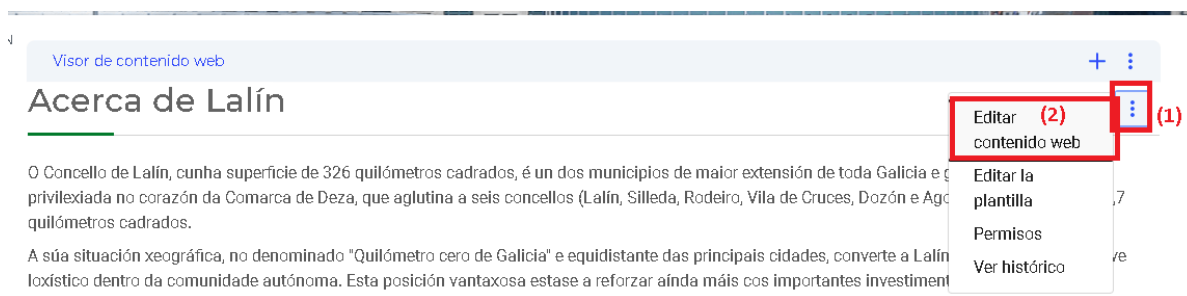 Visor de contenido web
Acerca de Lalín
(1)
Editar (2)
contenido web
Editar la
plantilla
Permisos
Ver histórico
O Concello de Lalín, cunha superficie de 326 quilómetros cadrados, é un dos municipios de maior extensión de toda Galicia e
privilexiada no corazón da Comarca de Deza, que aglutina a seis concellos (Lalín, Silleda, Rodeiro, Vila de Cruces, Dozón e ,7
quilómetros cadrados.
A súa situación xeográfica, no denominado "Quilómetro cero de Galicia" e equidistante das principais cidades, converte a Lalín ve
loxístico dentro da comunidade autónoma. Esta posición vantaxosa estase a reforzar aínda máis cos importantes